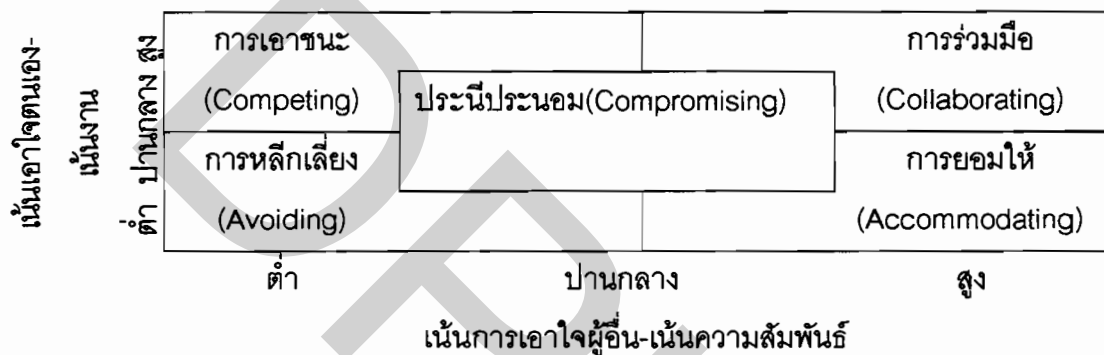 เน้นเอาใจตนเอง-
เน้นงาน
ต่ำ ปานกลาง สูง
การเอาชนะ
(Competing)
การร่วมมือ
(Collaborating)
ประนีประนอม(Compromising)
การหลีกเลี่ยง
(Avoiding)
การยอมให้
(Accommodating)
ต่ำ ปานกลาง สูง
เน้นการเอาใจผู้อื่น-เน้นความสัมพันธ์